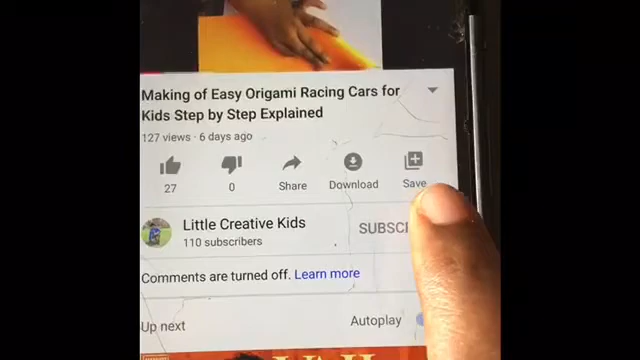 Making of Easy Origami Racing Cars for
Kids Step by Step Explained
127 views · 6 days ago
27
0
Share
Download
Save
Little Creative Kids
SUBSCI
110 subscribers
Comments are turned off. Learn more
Up next
Autoplay